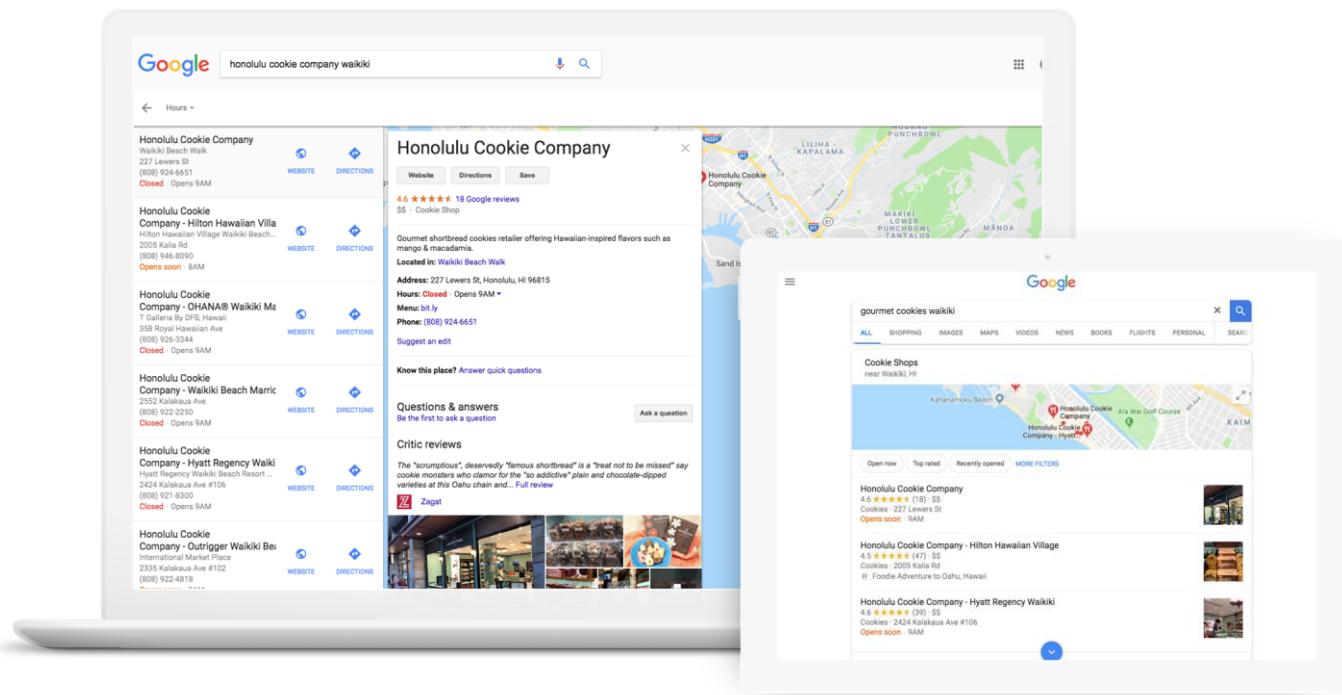 Google
honolulu cookie company waikiki
Hours
Honolulu Cookie Company
Waikiki Beach Walk
227 Lewers St
(808) 924-6651
Closed · Opens 9AM
WEBSITE
DIRECTIONS
Honolulu Cookie
Company - Hilton Hawaiian Villa
Hilton Hawaiian Village Waikiki Beach...
2005 Kalia Rd
(808) 946-8090
Opens soon · 8AM
WEBSITE
DIRECTIONS
Honolulu Cookie
Company - OHANA® Waikiki Ma
T Galleria By DFS, Hawaii
358 Royal Hawaiian Ave
(808) 926-3344
Closed · Opens 9AM
WEBSITE
DIRECTIONS
Honolulu Cookie
Company - Waikiki Beach Marric
2552 Kalakaua Ave
(808) 922-2250
Closed · Opens 9AM
WEBSITE
DIRECTIONS
Honolulu Cookie
Company - Hyatt Regency Waiki
Hyatt Regency Waikiki Beach Resort ...
2424 Kalakaua Ave #106
(808) 921-8300
Closed · Opens 9AM
WEBSITE
DIRECTIONS
Honolulu Cookie
Company - Outrigger Waikiki Bea
International Market Place
2335 Kalakaua Ave #102
(808) 922-4818
WEBSITE
DIRECTIONS
Honolulu Cookie Company
Website
Directions
Save
4.6 18 Google reviews
$$ · Cookie Shop
Gourmet shortbread cookies retailer offering Hawaiian-inspired flavors such as
mango & macadamia.
Located in: Waikiki Beach Walk
Address: 227 Lewers St, Honolulu, HI 96815
Hours: Closed · Opens 9AM
Menu: bit.ly
Phone: (808) 924-6651
Suggest an edit
Know this place? Answer quick questions
Questions & answers
Be the first to ask a question
Ask a question
Critic reviews
The "scrumptious", deservedly "famous shortbread" is a "treat not to be missed" say
cookie monsters who clamor for the "so addictive" plain and chocolate-dipped
varieties at this Oahu chain and... Full review
Z
Zagat
PUNCHBOWL
LILIHA -
KAPALAMA
Honolulu Cookie
Company
61
92
MAKIKI
LOWER
PUNCHBOWL
- TANTALUS
MĀNOA
Sand Is
Google
gourmet cookies waikiki
ALL
SHOPPING
IMAGES
MAPS
VIDEOS
NEWS
BOOKS
FLIGHTS
PERSONAL
SEARC
Cookie Shops
near Waikiki, HI
Kahanamoku Beach
Honolulu Cookie
Company
Ala Wai Golf Course
Honolulu Cookie
Company - Hyatt...
KAIM
Open now
Top rated
Recently opened
MORE FILTERS
Honolulu Cookie Company
4.6 (18) · $$
Cookies · 227 Lewers St
Opens soon · 9AM
Honolulu Cookie Company - Hilton Hawaiian Village
4.5 (47) · $$
Cookies · 2005 Kalia Rd
Foodie Adventure to Oahu, Hawaii
Honolulu Cookie Company - Hyatt Regency Waikiki
4.6 (39) · $$
Cookies · 2424 Kalakaua Ave #106
Opens soon · 9AM